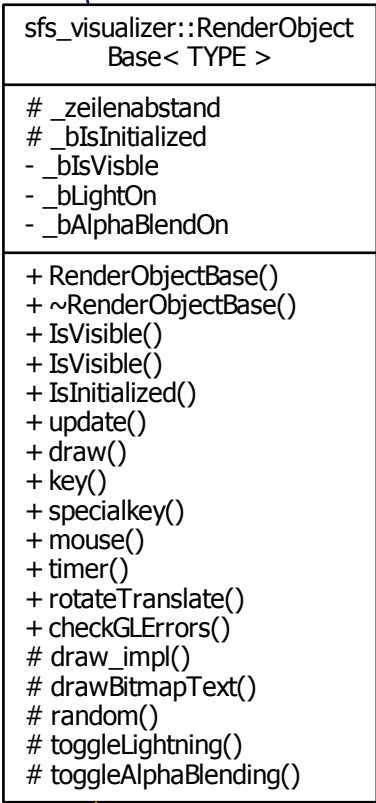 sfs_visualizer::RenderObject
Base< TYPE >
# _zeilenabstand
# _bIsInitialized
- _bIsVisble
- _bLightOn
- _bAlphaBlendOn
+ RenderObjectBase()
+ ~RenderObjectBase()
+ IsVisible()
+ IsVisible()
+ IsInitialized()
+ update()
+ draw()
+ key()
+ specialkey()
+ mouse()
+ timer()
+ rotateTranslate()
+ checkGLErrors()
# draw_impl()
# drawBitmapText()
# random()
# toggleLightning()
# toggleAlphaBlending()